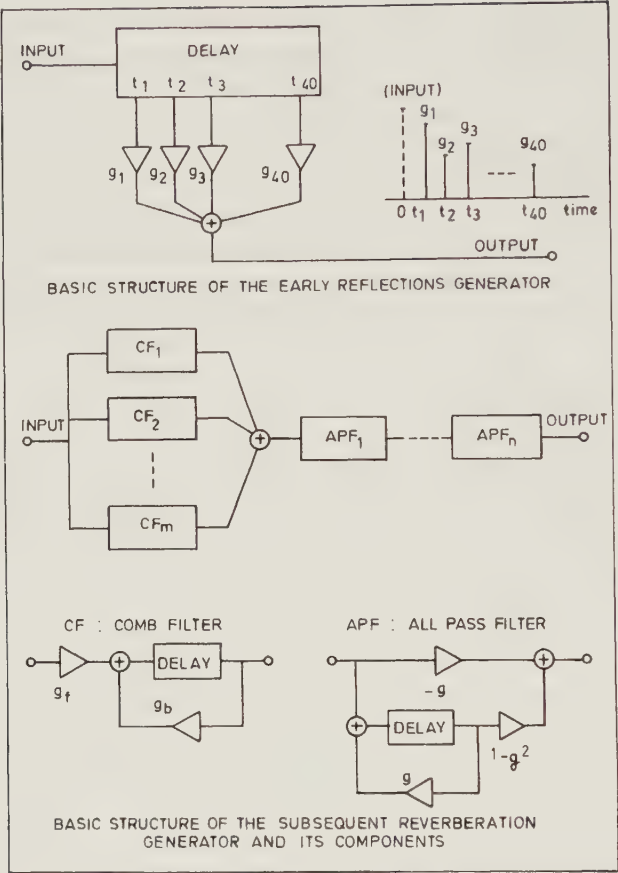 INPUT
DELAY
t1 t2 t3 t40
g1 g2 g3 g40
(INPUT)
g1
g2
g3
g40
0 t1 t2 t3 t40 time
OUTPUT
BASIC STRUCTURE OF THE EARLY REFLECTIONS GENERATOR
CF1
INPUT
CF2
CFm
APF1
APFn
OUTPUT
CF : COMB FILTER
gf
DELAY
gb
APF : ALL PASS FILTER
-g
DELAY
1-g²
g
BASIC STRUCTURE OF THE SUBSEQUENT REVERBERATION
GENERATOR AND ITS COMPONENTS